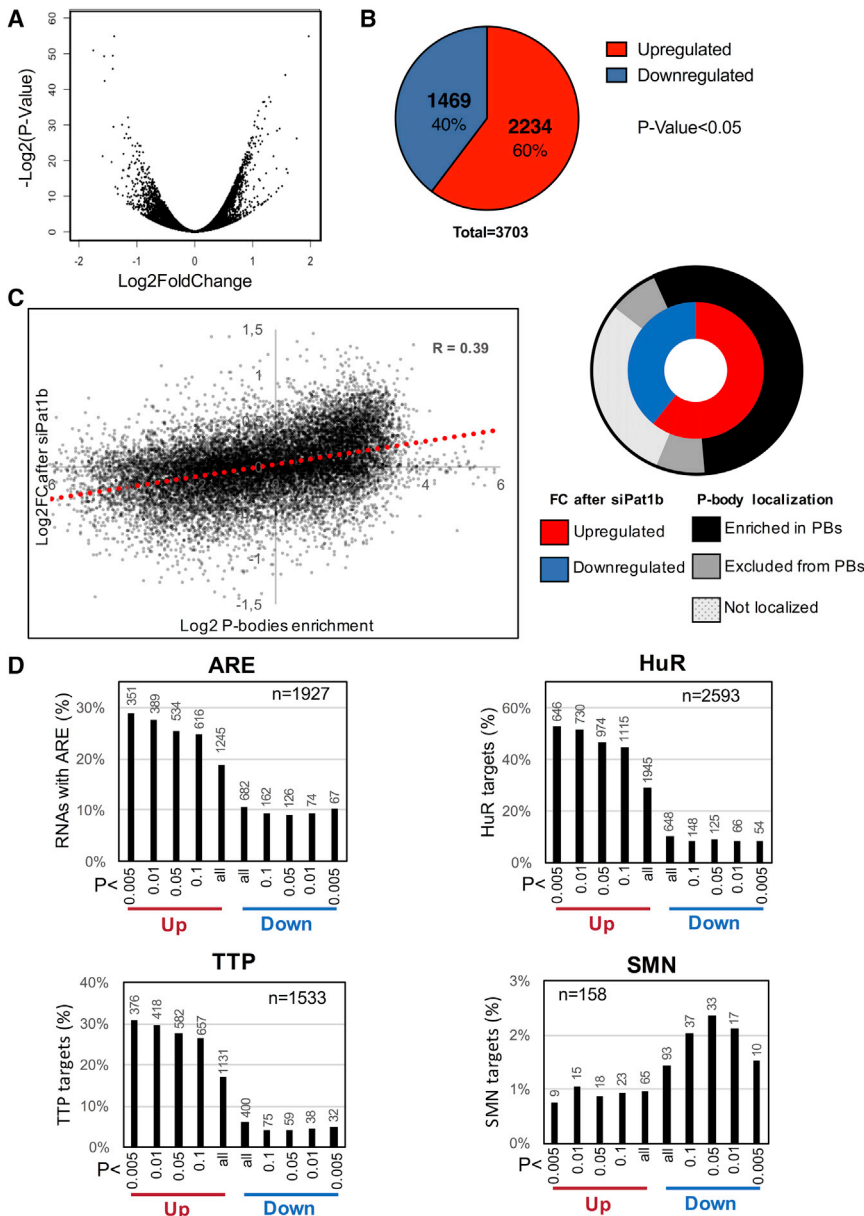 A
60
50
40
30
20
10
0
-Log2(P-Value)
-2
-1
0
1
2
Log2FoldChange
B
1469
40%
2234
60%
Total=3703
Upregulated
Downregulated
P-Value<0.05
C
1,5
R = 0.39
1
Log2FC after siPat1b
6
4
6
-1
-1,5
Log2 P-bodies enrichment
FC after siPat1b
Upregulated
Downregulated
P-body localization
Enriched in PBs
Excluded from PBs
Not localized
D
ARE
n=1927
RNAs with ARE (%)
30%
20%
10%
0%
351
389
534
616
1245
682
162
126
74
67
P<
0.005
0.01
0.05
0.1
all
all
0.1
0.05
0.01
0.005
Up
Down
HuR
n=2593
HuR targets (%)
60%
40%
20%
0%
646
730
974
1115
1945
648
148
125
66
54
P<
0.005
0.01
0.05
0.1
all
all
0.1
0.05
0.01
0.005
Up
Down
TTP
n=1533
TTP targets (%)
40%
30%
20%
10%
0%
376
418
582
657
1131
400
75
59
38
32
P<
0.005
0.01
0.05
0.1
all
all
0.1
0.05
0.01
0.005
Up
Down
SMN
n=158
SMN targets (%)
3%
2%
1%
0%
9
15
18
23
65
93
37
33
17
10
P<
0.005
0.01
0.05
0.1
all
all
0.1
0.05
0.01
0.005
Up
Down